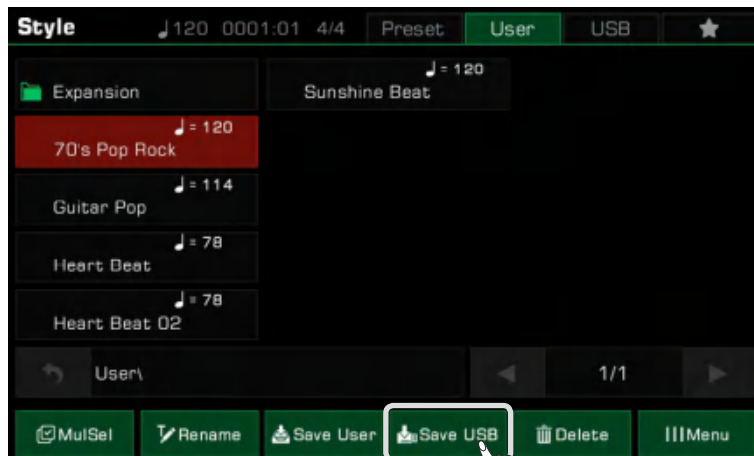 Style ♩120 0001:01 4/4 Preset User USB ★
Expansion
♩= 120
Sunshine Beat
♩= 120
70's Pop Rock
♩= 114
Guitar Pop
♩= 78
Heart Beat
♩= 78
Heart Beat 02
User\ 1/1
MulSel Rename Save User Save USB Delete Menu